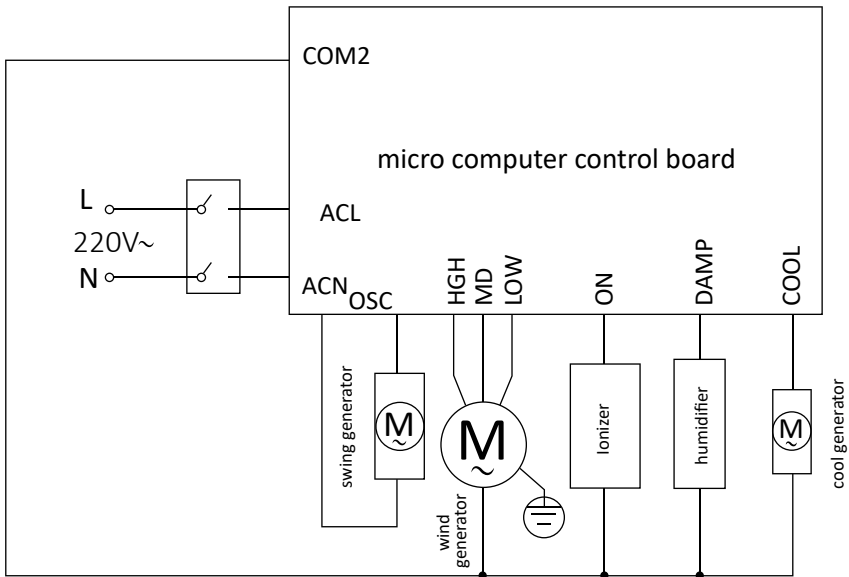 COM2
micro computer control board
L
ACL
220V~
N
ACN
OSC
HGH
MD
LOW
ON
DAMP
COOL
swing generator
M
~
wind
generator
M
~
Ionizer
humidifier
M
~
cool generator